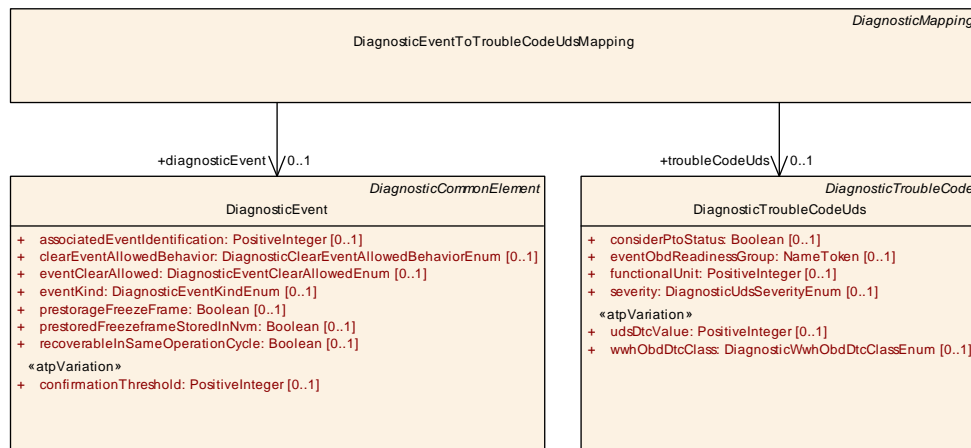 DiagnosticMapping
DiagnosticEventToTroubleCodeUdsMapping
+diagnosticEvent 0..1
+troubleCodeUds 0..1
DiagnosticCommonElement
DiagnosticEvent
+ associatedEventIdentification: PositiveInteger [0..1]
+ clearEventAllowedBehavior: DiagnosticClearEventAllowedBehaviorEnum [0..1]
+ eventClearAllowed: DiagnosticEventClearAllowedEnum [0..1]
+ eventKind: DiagnosticEventKindEnum [0..1]
+ prestorageFreezeFrame: Boolean [0..1]
+ prestoredFreezeframeStoredInNvm: Boolean [0..1]
+ recoverableInSameOperationCycle: Boolean [0..1]
«atpVariation»
+ confirmationThreshold: PositiveInteger [0..1]
DiagnosticTroubleCode
DiagnosticTroubleCodeUds
+ considerPtoStatus: Boolean [0..1]
+ eventObdReadinessGroup: NameToken [0..1]
+ functionalUnit: PositiveInteger [0..1]
+ severity: DiagnosticUdsSeverityEnum [0..1]
«atpVariation»
+ udsDtcValue: PositiveInteger [0..1]
+ wwhObdDtcClass: DiagnosticWwhObdDtcClassEnum [0..1]